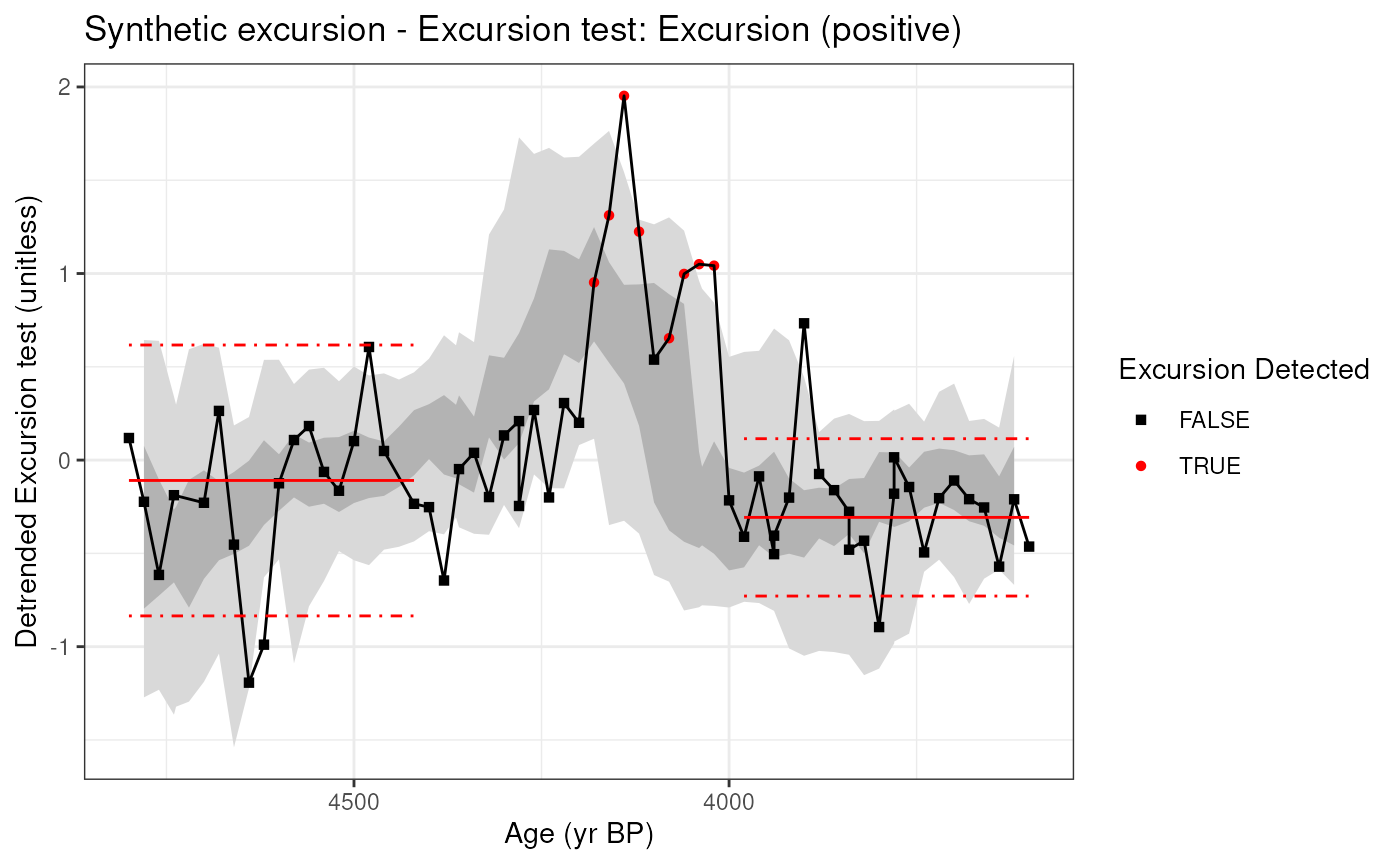 Synthetic excursion - Excursion test: Excursion (positive)
Detrended Excursion test (unitless)
2
1
0
-1
4500
4000
Age (yr BP)
Excursion Detected
FALSE
TRUE